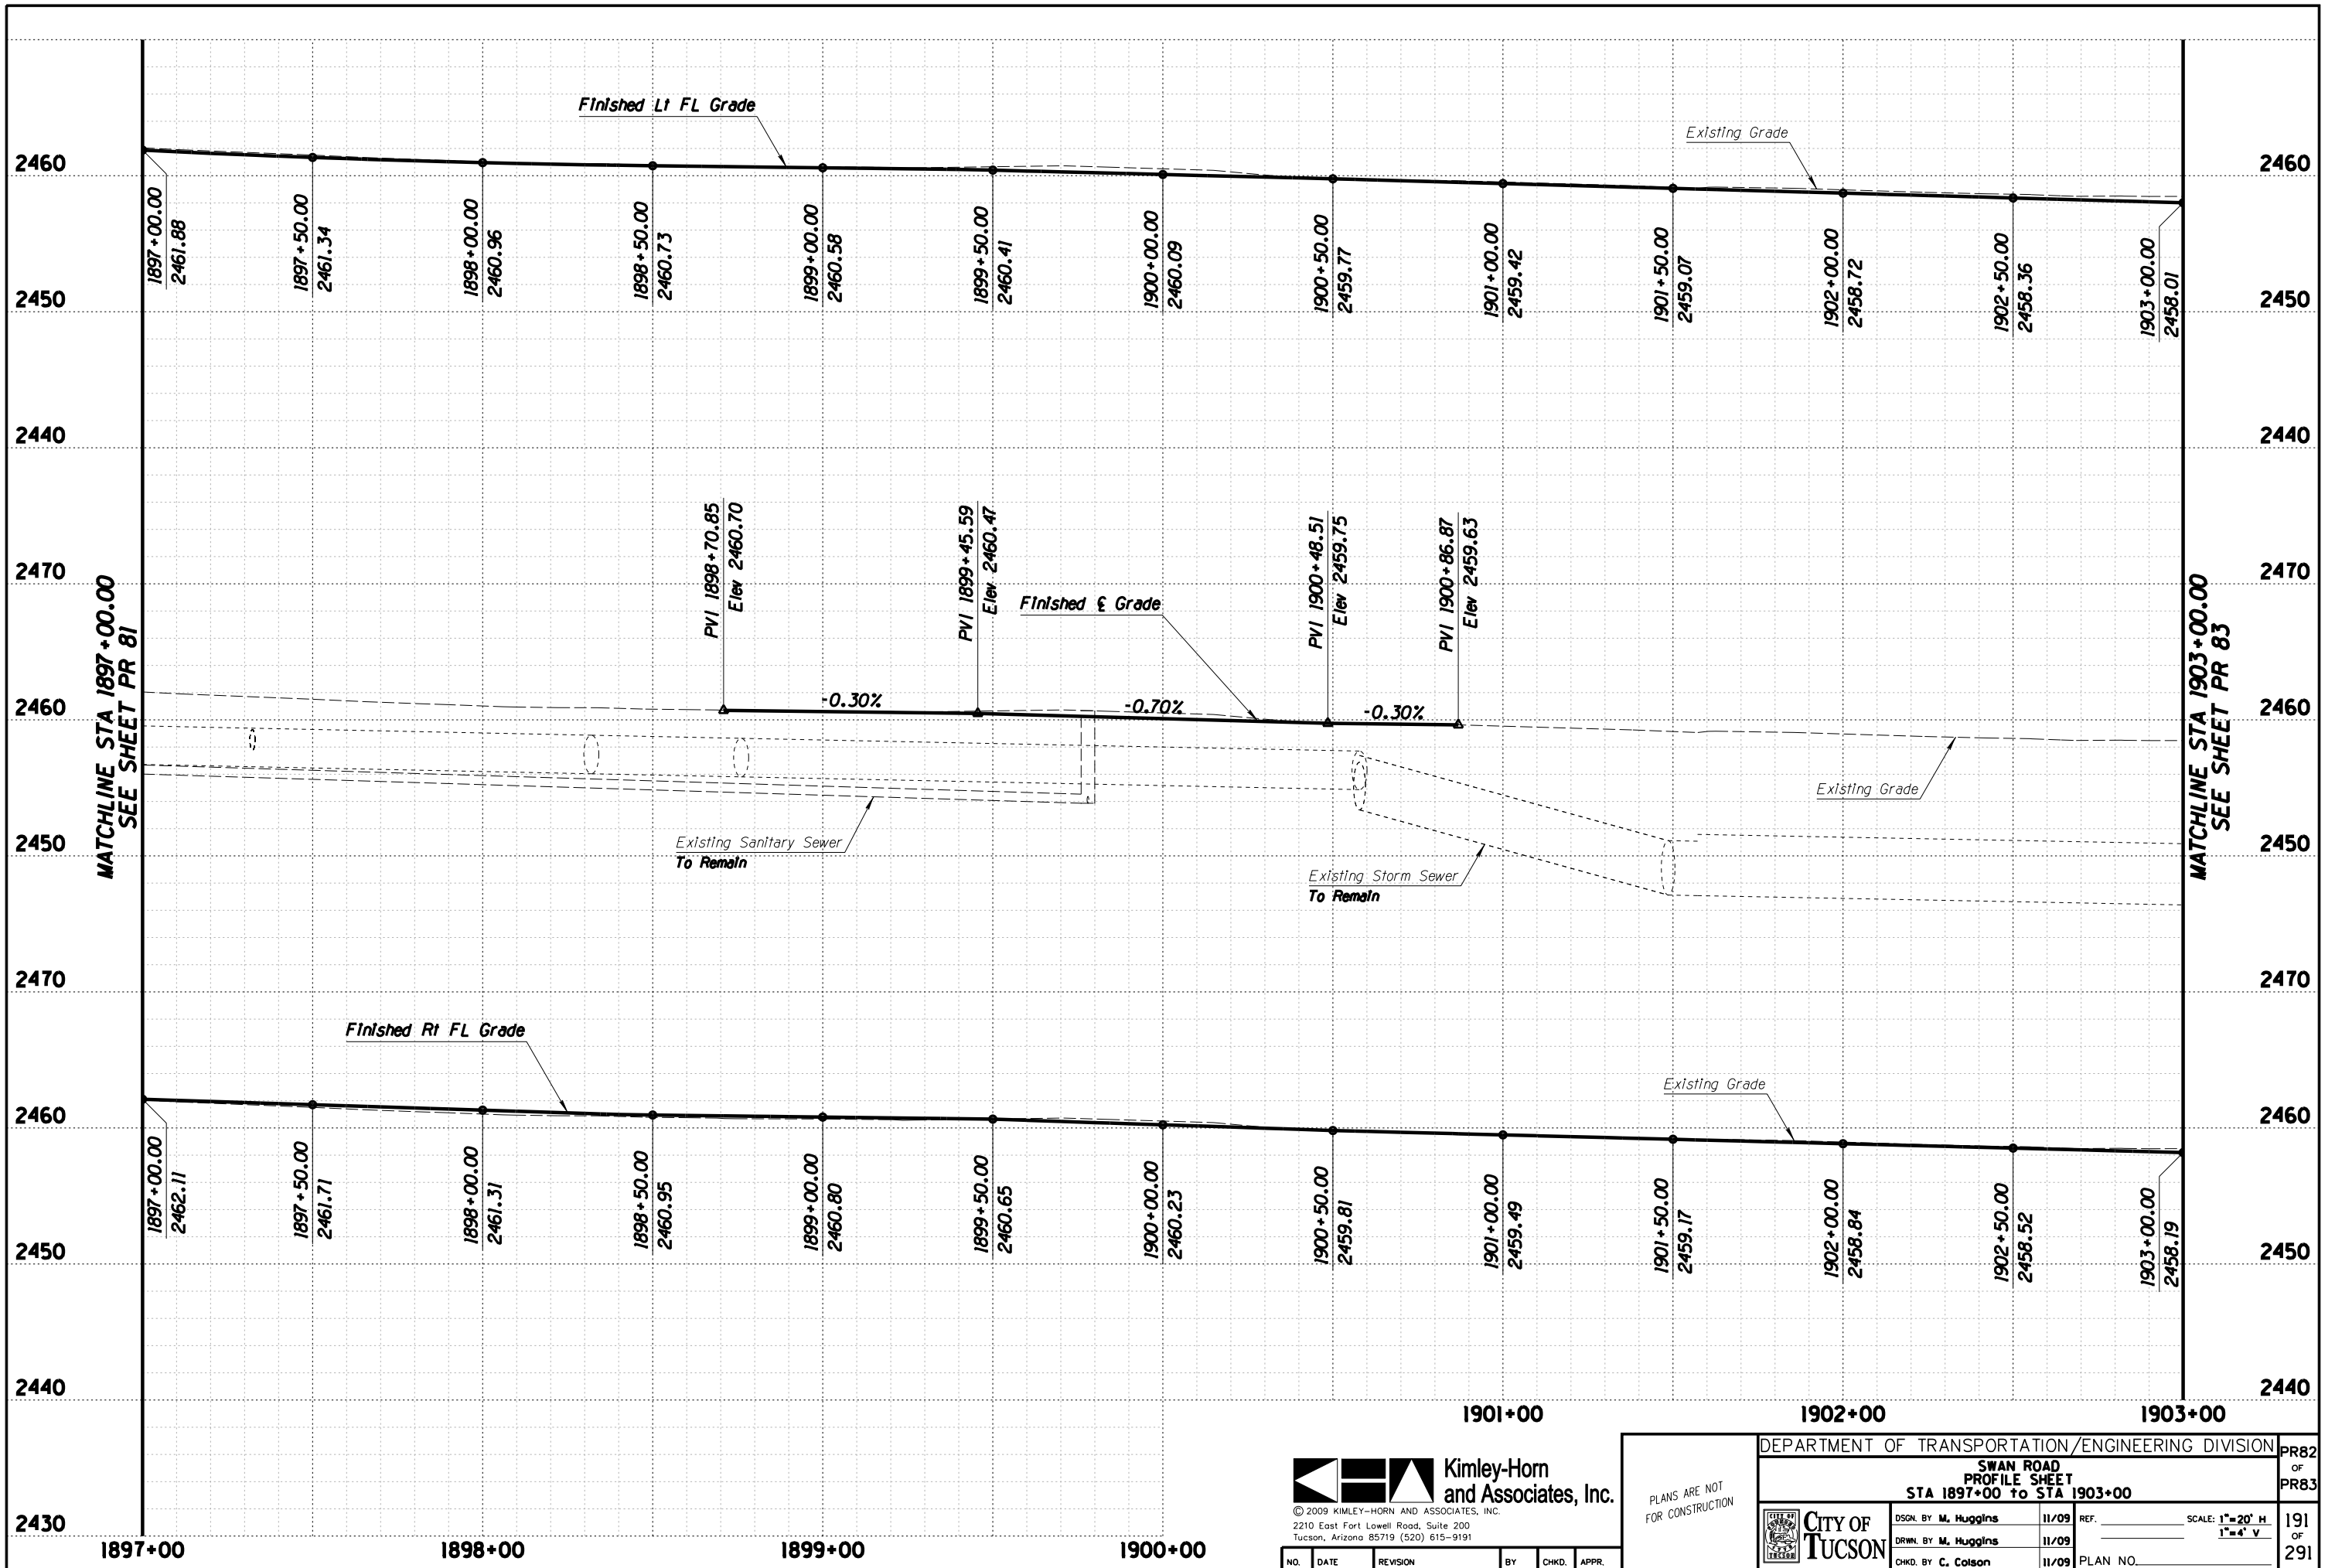 Finished Lt FL Grade
Existing Grade
2460
2460
1897+00.00
2461.88
1897+50.00
2461.34
1898+00.00
2460.96
1898+50.00
2460.73
1899+00.00
2460.58
1899+50.00
2460.41
1900+00.00
2460.09
1900+50.00
2459.77
1901+00.00
2459.42
1901+50.00
2459.07
1902+00.00
2458.72
1902+50.00
2458.36
1903+00.00
2458.01
2450
2450
2440
2440
PVI 1898+70.85
Elev 2460.70
PVI 1899+45.59
Elev 2460.47
PVI 1900+48.51
Elev 2459.75
PVI 1900+86.87
Elev 2459.63
2470
2470
MATCHLINE STA 1897+00.00
SEE SHEET PR 81
MATCHLINE STA 1903+00.00
SEE SHEET PR 83
Finished ℄ Grade
2460
-0.30%
-0.70%
-0.30%
2460
Existing Grade
Existing Sanitary Sewer
To Remain
2450
2450
Existing Storm Sewer
To Remain
2470
2470
Finished Rt FL Grade
Existing Grade
2460
2460
1897+00.00
2462.11
1897+50.00
2461.71
1898+00.00
2461.31
1898+50.00
2460.95
1899+00.00
2460.80
1899+50.00
2460.65
1900+00.00
2460.23
1900+50.00
2459.81
1901+00.00
2459.49
1901+50.00
2459.17
1902+00.00
2458.84
1902+50.00
2458.52
1903+00.00
2458.19
2450
2450
2440
2440
1901+00
1902+00
1903+00
2430
1897+00
1898+00
1899+00
1900+00
Kimley-Horn
and Associates, Inc.
© 2009 KIMLEY-HORN AND ASSOCIATES, INC.
2210 East Fort Lowell Road, Suite 200
Tucson, Arizona 85719 (520) 615-9191
NO. DATE REVISION BY CHKD. APPR.
PLANS ARE NOT
FOR CONSTRUCTION
DEPARTMENT OF TRANSPORTATION/ENGINEERING DIVISION
SWAN ROAD
PROFILE SHEET
STA 1897+00 to STA 1903+00
PR82
OF
PR83
CITY OF
TUCSON
DSGN. BY M. Huggins 11/09
DRWN. BY M. Huggins 11/09
CHKD. BY C. Colson 11/09
REF.
SCALE: 1"=20' H
1"=4' V
PLAN NO.
191
OF
291